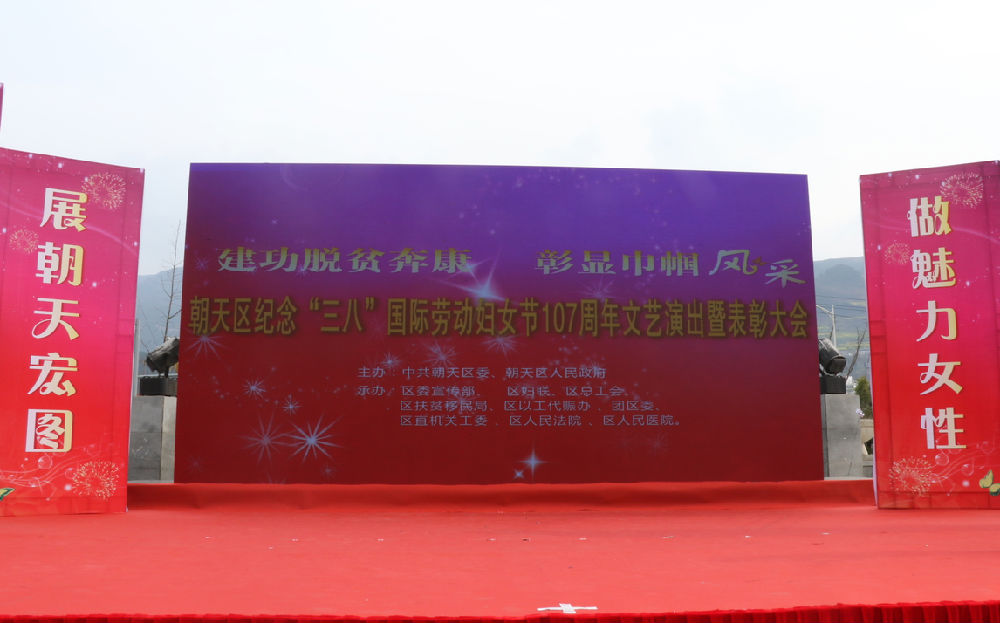 展朝天宏图
建功脱贫奔康 彰显巾帼风采
朝天区纪念“三八”国际劳动妇女节107周年文艺演出暨表彰大会
主办：中共朝天区委、朝天区人民政府
承办：区委宣传部、 区妇联、区总工会、
区扶贫移民局、区以工代赈办、团区委、
区直机关工委、区人民法院、区人民医院。
做魅力女性